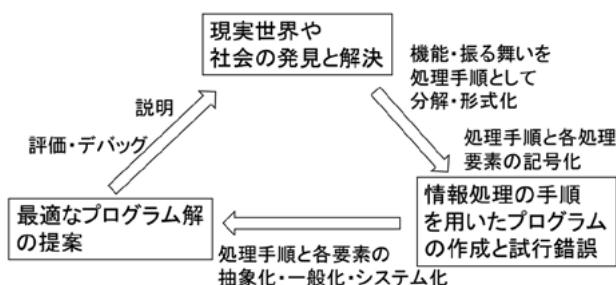 現実世界や
社会の発見と解決
機能・振る舞いを
処理手順として
分解・形式化
説明
評価・デバッグ
処理手順と各処理
要素の記号化
最適なプログラム解
の提案
情報処理の手順
を用いたプログラム
の作成と試行錯誤
処理手順と各要素の
抽象化・一般化・システム化